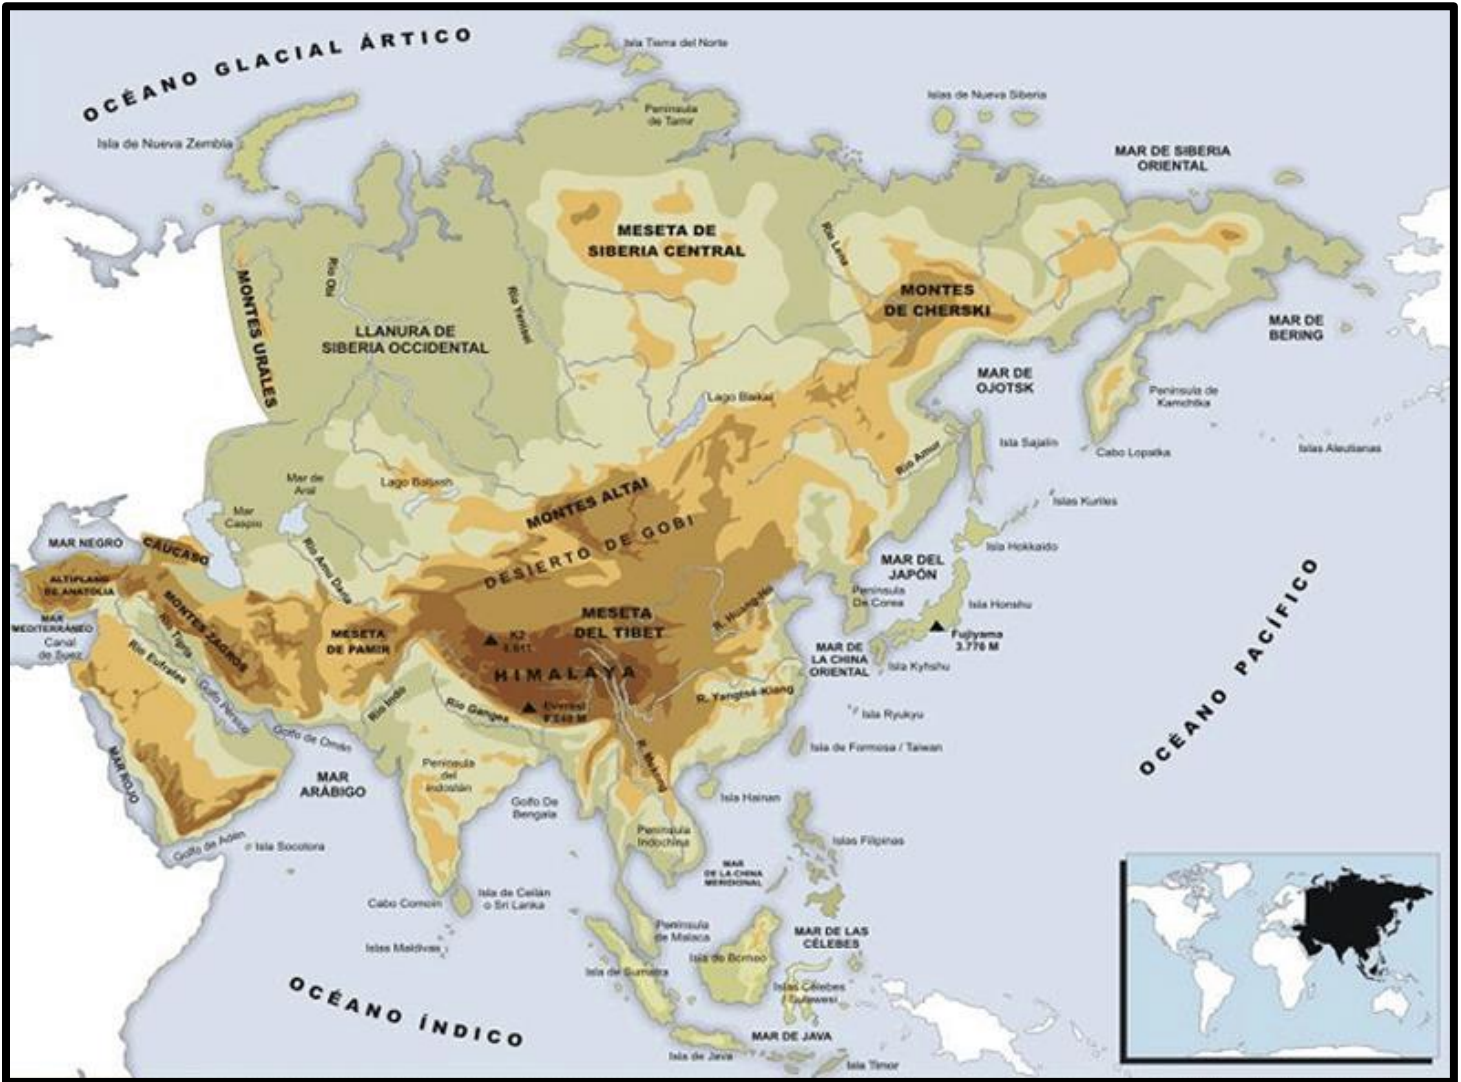 OCÉANO GLACIAL ÁRTICO
Isla Tierra del Norte
Islas de Nueva Siberia
Península
de Tamir
Isla de Nueva Zembla
MAR DE SIBERIA
ORIENTAL
MESETA DE
SIBERIA CENTRAL
Río Lena
Río Obi
Río Yenisei
MONTES URALES
MONTES
DE CHERSKI
LLANURA DE
SIBERIA OCCIDENTAL
MAR DE
BERING
MAR DE
OJOTSK
Península de
Kamchtka
Lago Baikal
Isla Sajalín
Cabo Lopatka
Islas Aleutianas
Río Amur
Mar de
Aral
Lago Baljash
MONTES ALTAI
Islas Kuriles
Mar
Caspio
MAR NEGRO
CÁUCASO
DESIERTO DE GOBI
Isla Hokkaido
MAR DEL
JAPÓN
Río Amu Daria
ALTIPLANO
DE ANATOLIA
Península
De Corea
Isla Honshu
MAR
MEDITERRÁNEO
Canal
de Suez
MONTES ZAGROS
Río Tigris
Río Eufrates
MESETA
DE PAMIR
K2
MESETA
DEL TIBET
R. Huang-Ho
Fujiyama
3.776 M
MAR DE
LA CHINA
ORIENTAL
Isla Kyhshu
HIMALAYA
Golfo Pérsico
Río Indo
Río Ganges
Everest
R. Yangtsé-Kiang
Isla Ryukyu
Golfo de Omán
Isla de Formosa / Taiwan
OCÉANO PACÍFICO
MAR ROJO
MAR
ARÁBIGO
Península
del
Indostán
R. Mekong
Golfo De
Bengala
Isla Hainan
Península
Indochina
Islas Filipinas
Golfo de Adén
Isla Socotora
MAR
DE LA CHINA
MERIDIONAL
Cabo Comorin
Isla de Ceilán
o Sri Lanka
Islas Maldivas
Península
de Malaca
MAR DE LAS
CÉLEBES
Isla de Borneo
Isla de Sumatra
Islas Célebes
/ Sulawesi
OCÉANO ÍNDICO
MAR DE JAVA
Isla de Java
Isla Timor